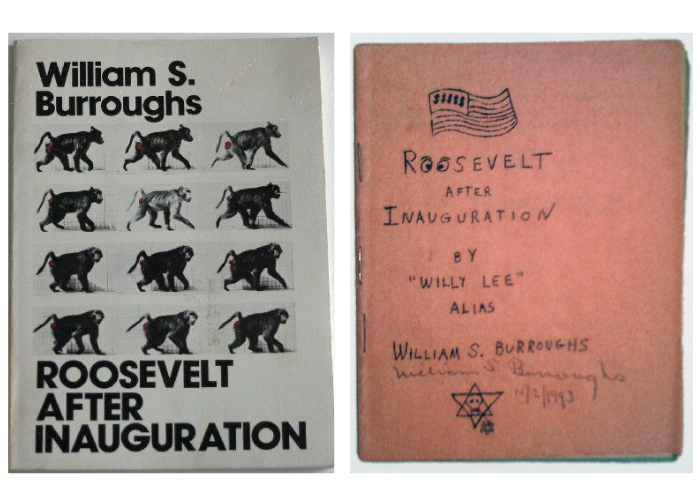 William S.
Burroughs
ROOSEVELT
AFTER
INAUGURATION
$$$$$
ROOSEVELT
AFTER
INAUGURATION
BY
"WILLY LEE"
ALIAS
WILLIAM S. BURROUGHS
William S. Burroughs
11/2/1993